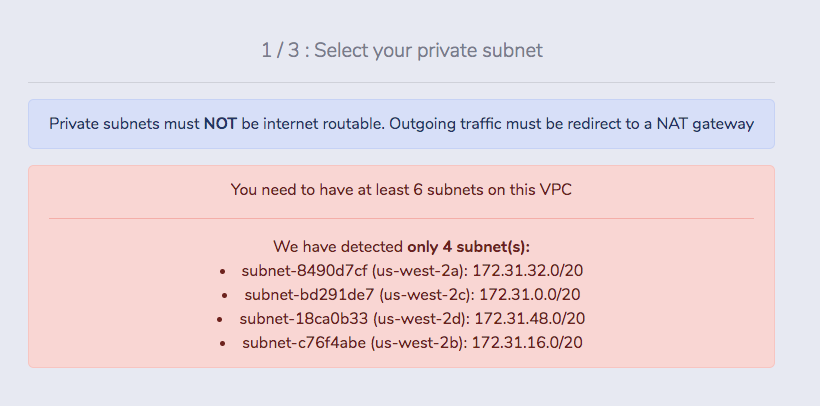 1 / 3 : Select your private subnet
Private subnets must NOT be internet routable. Outgoing traffic must be redirect to a NAT gateway
You need to have at least 6 subnets on this VPC
We have detected only 4 subnet(s):
• subnet-8490d7cf (us-west-2a): 172.31.32.0/20
• subnet-bd291de7 (us-west-2c): 172.31.0.0/20
• subnet-18ca0b33 (us-west-2d): 172.31.48.0/20
• subnet-c76f4abe (us-west-2b): 172.31.16.0/20